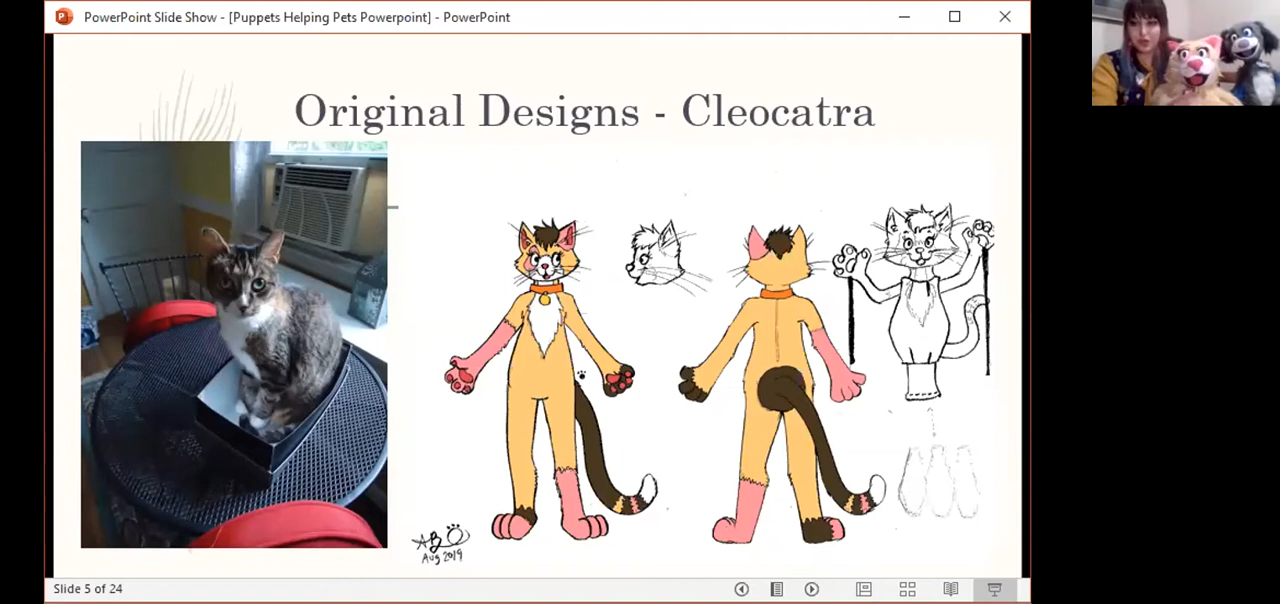 PowerPoint Slide Show - [Puppets Helping Pets Powerpoint] - PowerPoint
Original Designs - Cleocatra
Aug 2019
Slide 5 of 24